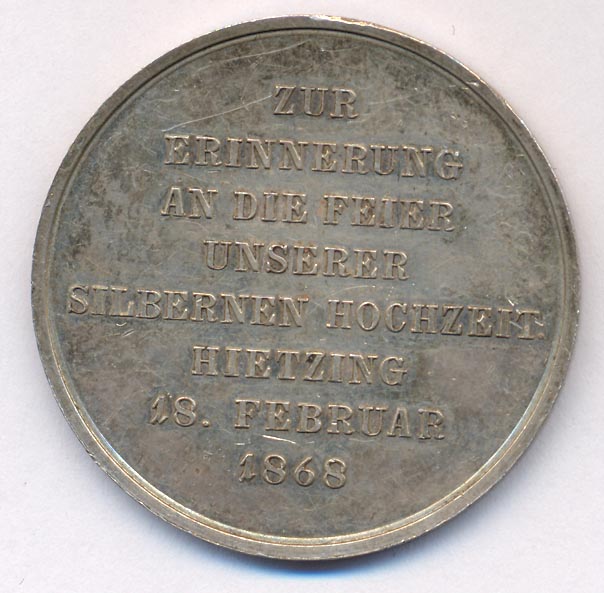 ZUR
ERINNERUNG
AN DIE FEIER
UNSERER
SILBERNEN HOCHZEIT.
HIETZING
18. FEBRUAR
1868